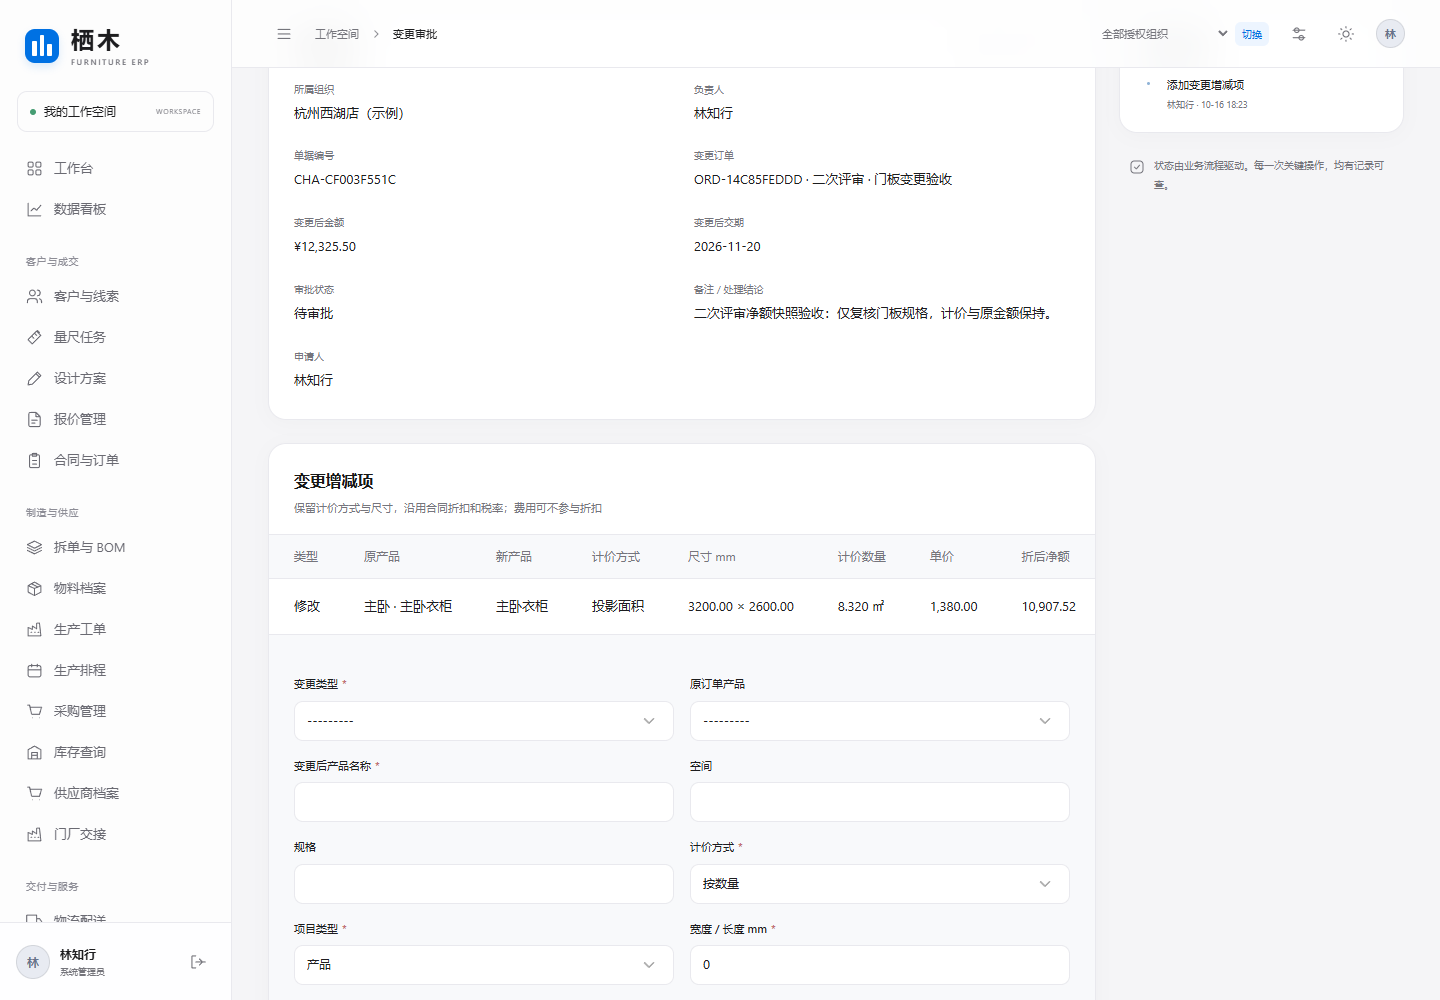 栖木
FURNITURE ERP
我的工作空间 WORKSPACE
工作台
数据看板
客户与成交
客户与线索
量尺任务
设计方案
报价管理
合同与订单
制造与供应
拆单与 BOM
物料档案
生产工单
生产排程
采购管理
库存查询
供应商档案
门厂交接
交付与服务
物流配送
林
林知行
系统管理员
工作空间 > 变更审批
全部授权组织 切换 林
所属组织
杭州西湖店（示例）
负责人
林知行
单据编号
CHA-CF003F551C
变更订单
ORD-14C85FEDDD · 二次评审 · 门板变更验收
变更后金额
¥12,325.50
变更后交期
2026-11-20
审批状态
待审批
备注 / 处理结论
二次评审净额快照验收：仅复核门板规格，计价与原金额保持。
申请人
林知行
变更增减项
保留计价方式与尺寸，沿用合同折扣和税率；费用可不参与折扣
类型 原产品 新产品 计价方式 尺寸 mm 计价数量 单价 折后净额
修改 主卧 · 主卧衣柜 主卧衣柜 投影面积 3200.00 × 2600.00 8.320 ㎡ 1,380.00 10,907.52
变更类型 *
---------
原订单产品
---------
变更后产品名称 *
空间
规格
计价方式 *
按数量
项目类型 *
产品
宽度 / 长度 mm *
0
添加变更增减项
林知行 · 10-16 18:23
状态由业务流程驱动。每一次关键操作，均有记录可
查。